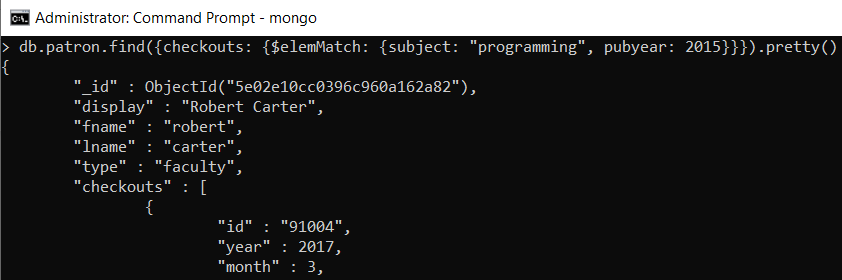 Administrator: Command Prompt - mongo
> db.patron.find({checkouts: {$elemMatch: {subject: "programming", pubyear: 2015}}}).pretty()
{
"_id" : ObjectId("5e02e10cc0396c960a162a82"),
"display" : "Robert Carter",
"fname" : "robert",
"lname" : "carter",
"type" : "faculty",
"checkouts" : [
{
"id" : "91004",
"year" : 2017,
"month" : 3,